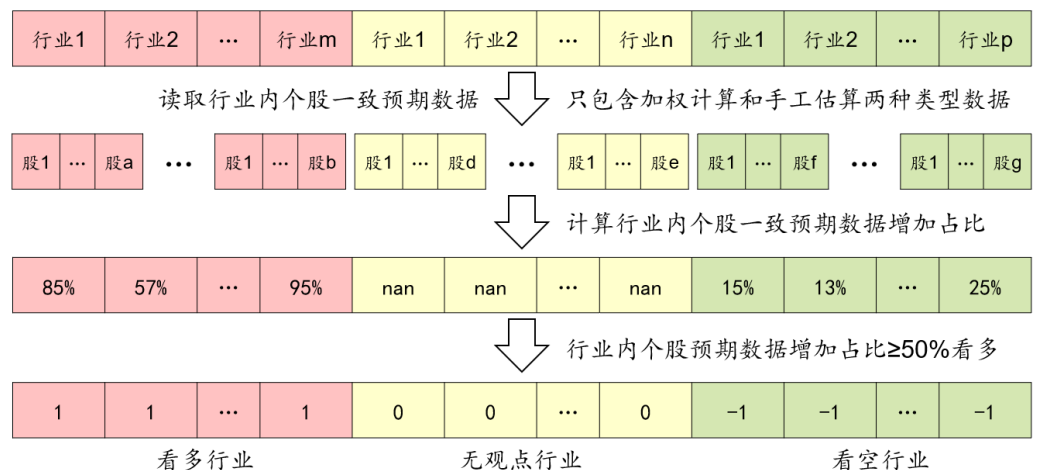 行业1 行业2 … 行业m 行业1 行业2 … 行业n 行业1 行业2 … 行业p
读取行业内个股一致预期数据 只包含加权计算和手工估算两种类型数据
股1 … 股a … 股1 … 股b 股1 … 股d … 股1 … 股e 股1 … 股f … 股1 … 股g
计算行业内个股一致预期数据增加占比
85% 57% … 95% nan nan … nan 15% 13% … 25%
行业内个股预期数据增加占比≥50%看多
1 1 … 1 0 0 … 0 -1 -1 … -1
看多行业 无观点行业 看空行业